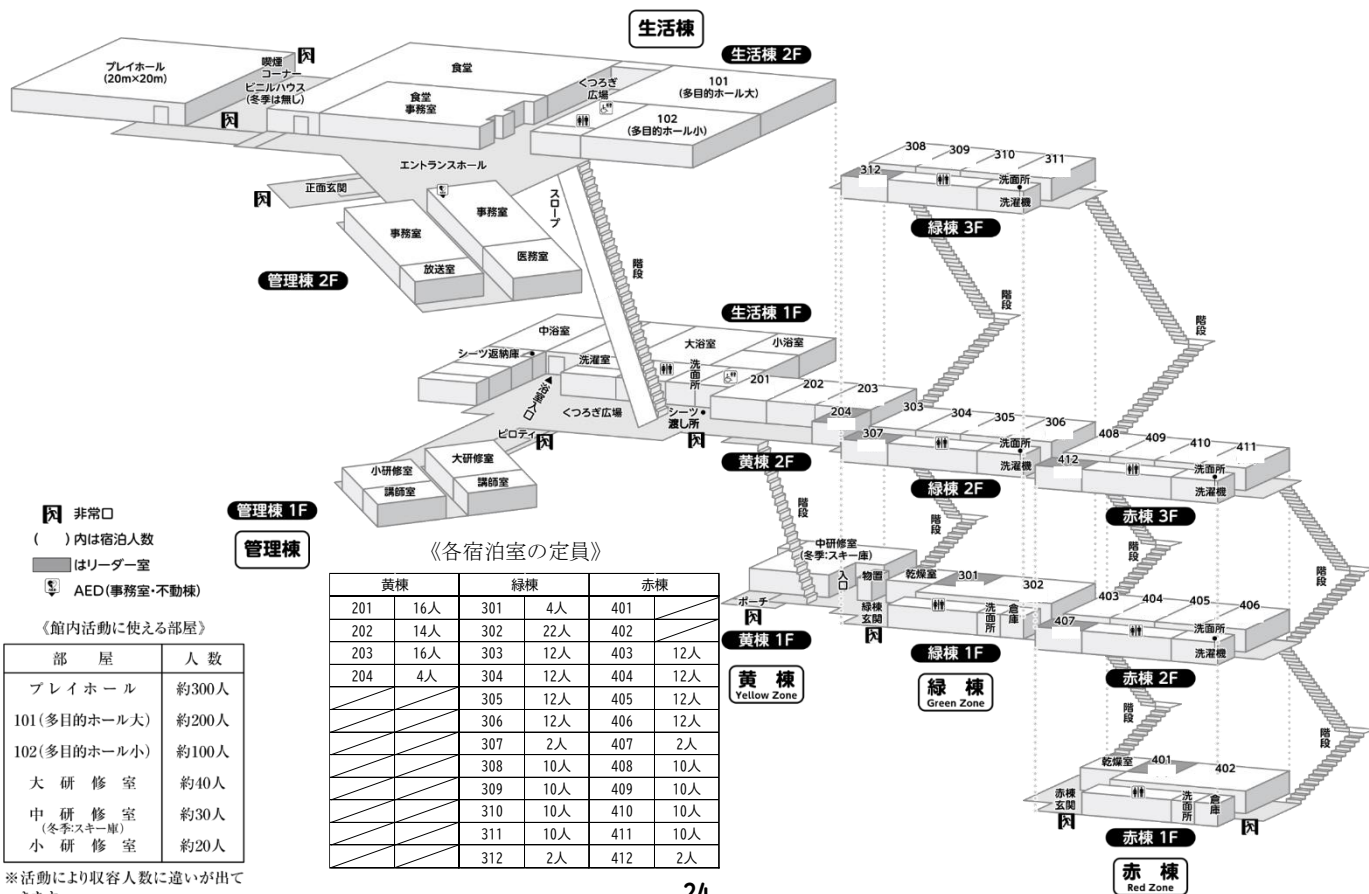 生活棟
生活棟 2F
プレイホール
(20m×20m)
喫煙
コーナー
ビニルハウス
(冬季は無し)
食堂
食堂
事務室
くつろぎ
広場
101
(多目的ホール大)
102
(多目的ホール小)
エントランスホール
正面玄関
事務室
放送室
事務室
医務室
管理棟 2F
スロープ
階段
308
309
310
311
312
洗面所
洗濯機
緑棟 3F
階段
階段
生活棟 1F
中浴室
シーツ返納庫
洗濯室
大浴室
小浴室
洗面所
浴室入口
くつろぎ広場
シーツ
渡し所
ピロティ
201
202
203
204
黄棟 2F
303
304
305
306
307
洗面所
洗濯機
緑棟 2F
408
409
410
411
412
洗面所
洗濯機
赤棟 3F
小研修室
講師室
大研修室
講師室
管理棟 1F
管理棟
階段
階段
階段
階段
中研修室
(冬季:スキー庫)
入口
物置
ポーチ
黄棟 1F
黄棟
Yellow Zone
乾燥室
301
302
緑棟
玄関
洗面所
倉庫
緑棟 1F
緑棟
Green Zone
403
404
405
406
407
洗面所
洗濯機
赤棟 2F
階段
階段
乾燥室
401
402
赤棟
玄関
洗面所
倉庫
赤棟 1F
赤棟
Red Zone
非常口
( )内は宿泊人数
はリーダー室
AED(事務室・不動棟)
《館内活動に使える部屋》
部屋 人数
プレイホール 約300人
101(多目的ホール大) 約200人
102(多目的ホール小) 約100人
大研修室 約40人
中研修室 約30人
(冬季:スキー庫)
小研修室 約20人
※活動により収容人数に違いが出て
《各宿泊室の定員》
黄棟 緑棟 赤棟
201 16人 301 4人 401
202 14人 302 22人 402
203 16人 303 12人 403 12人
204 4人 304 12人 404 12人
305 12人 405 12人
306 12人 406 12人
307 2人 407 2人
308 10人 408 10人
309 10人 409 10人
310 10人 410 10人
311 10人 411 10人
312 2人 412 2人
24